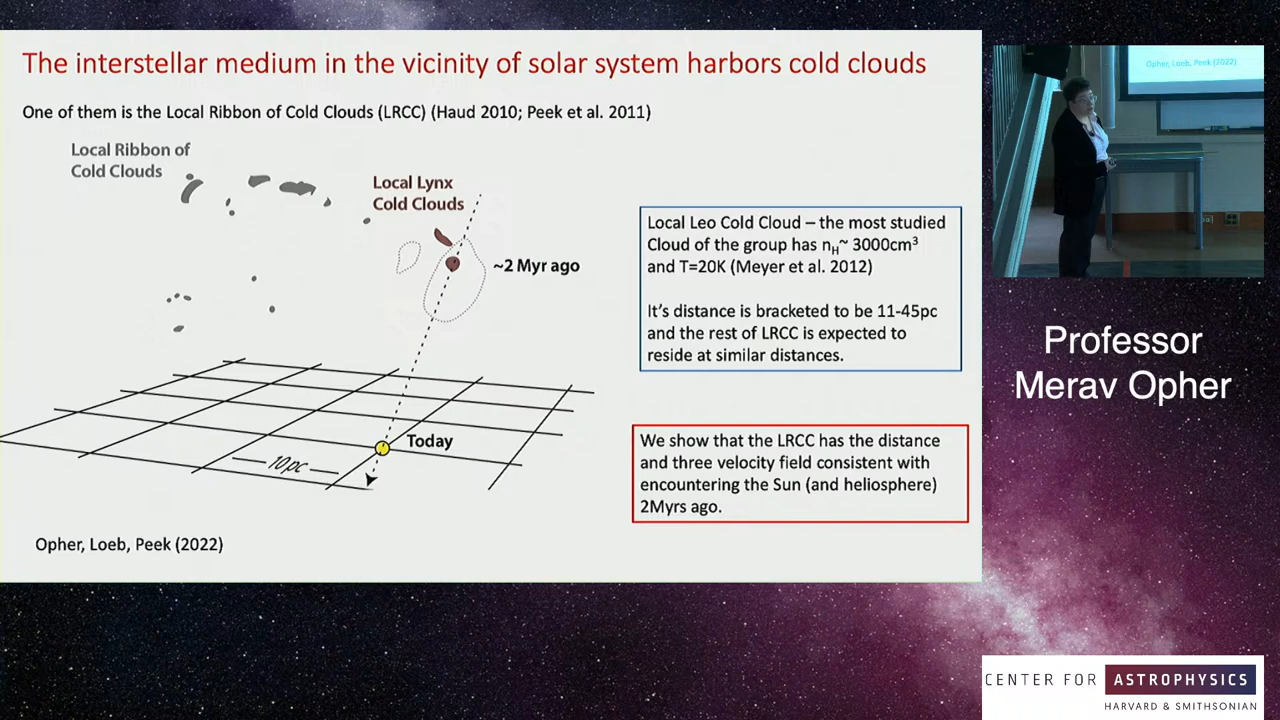 The interstellar medium in the vicinity of solar system harbors cold clouds
One of them is the Local Ribbon of Cold Clouds (LRCC) (Haud 2010; Peek et al. 2011)
Local Ribbon of
Cold Clouds
Local Lynx
Cold Clouds
~2 Myr ago
Today
10pc
Opher, Loeb, Peek (2022)
Local Leo Cold Cloud – the most studied
Cloud of the group has nH~ 3000cm3
and T=20K (Meyer et al. 2012)
It's distance is bracketed to be 11-45pc
and the rest of LRCC is expected to
reside at similar distances.
We show that the LRCC has the distance
and three velocity field consistent with
encountering the Sun (and heliosphere)
2Myrs ago.
Opher, Loeb, Peek (2022)
Professor
Merav Opher
CENTER FOR ASTROPHYSICS
HARVARD & SMITHSONIAN